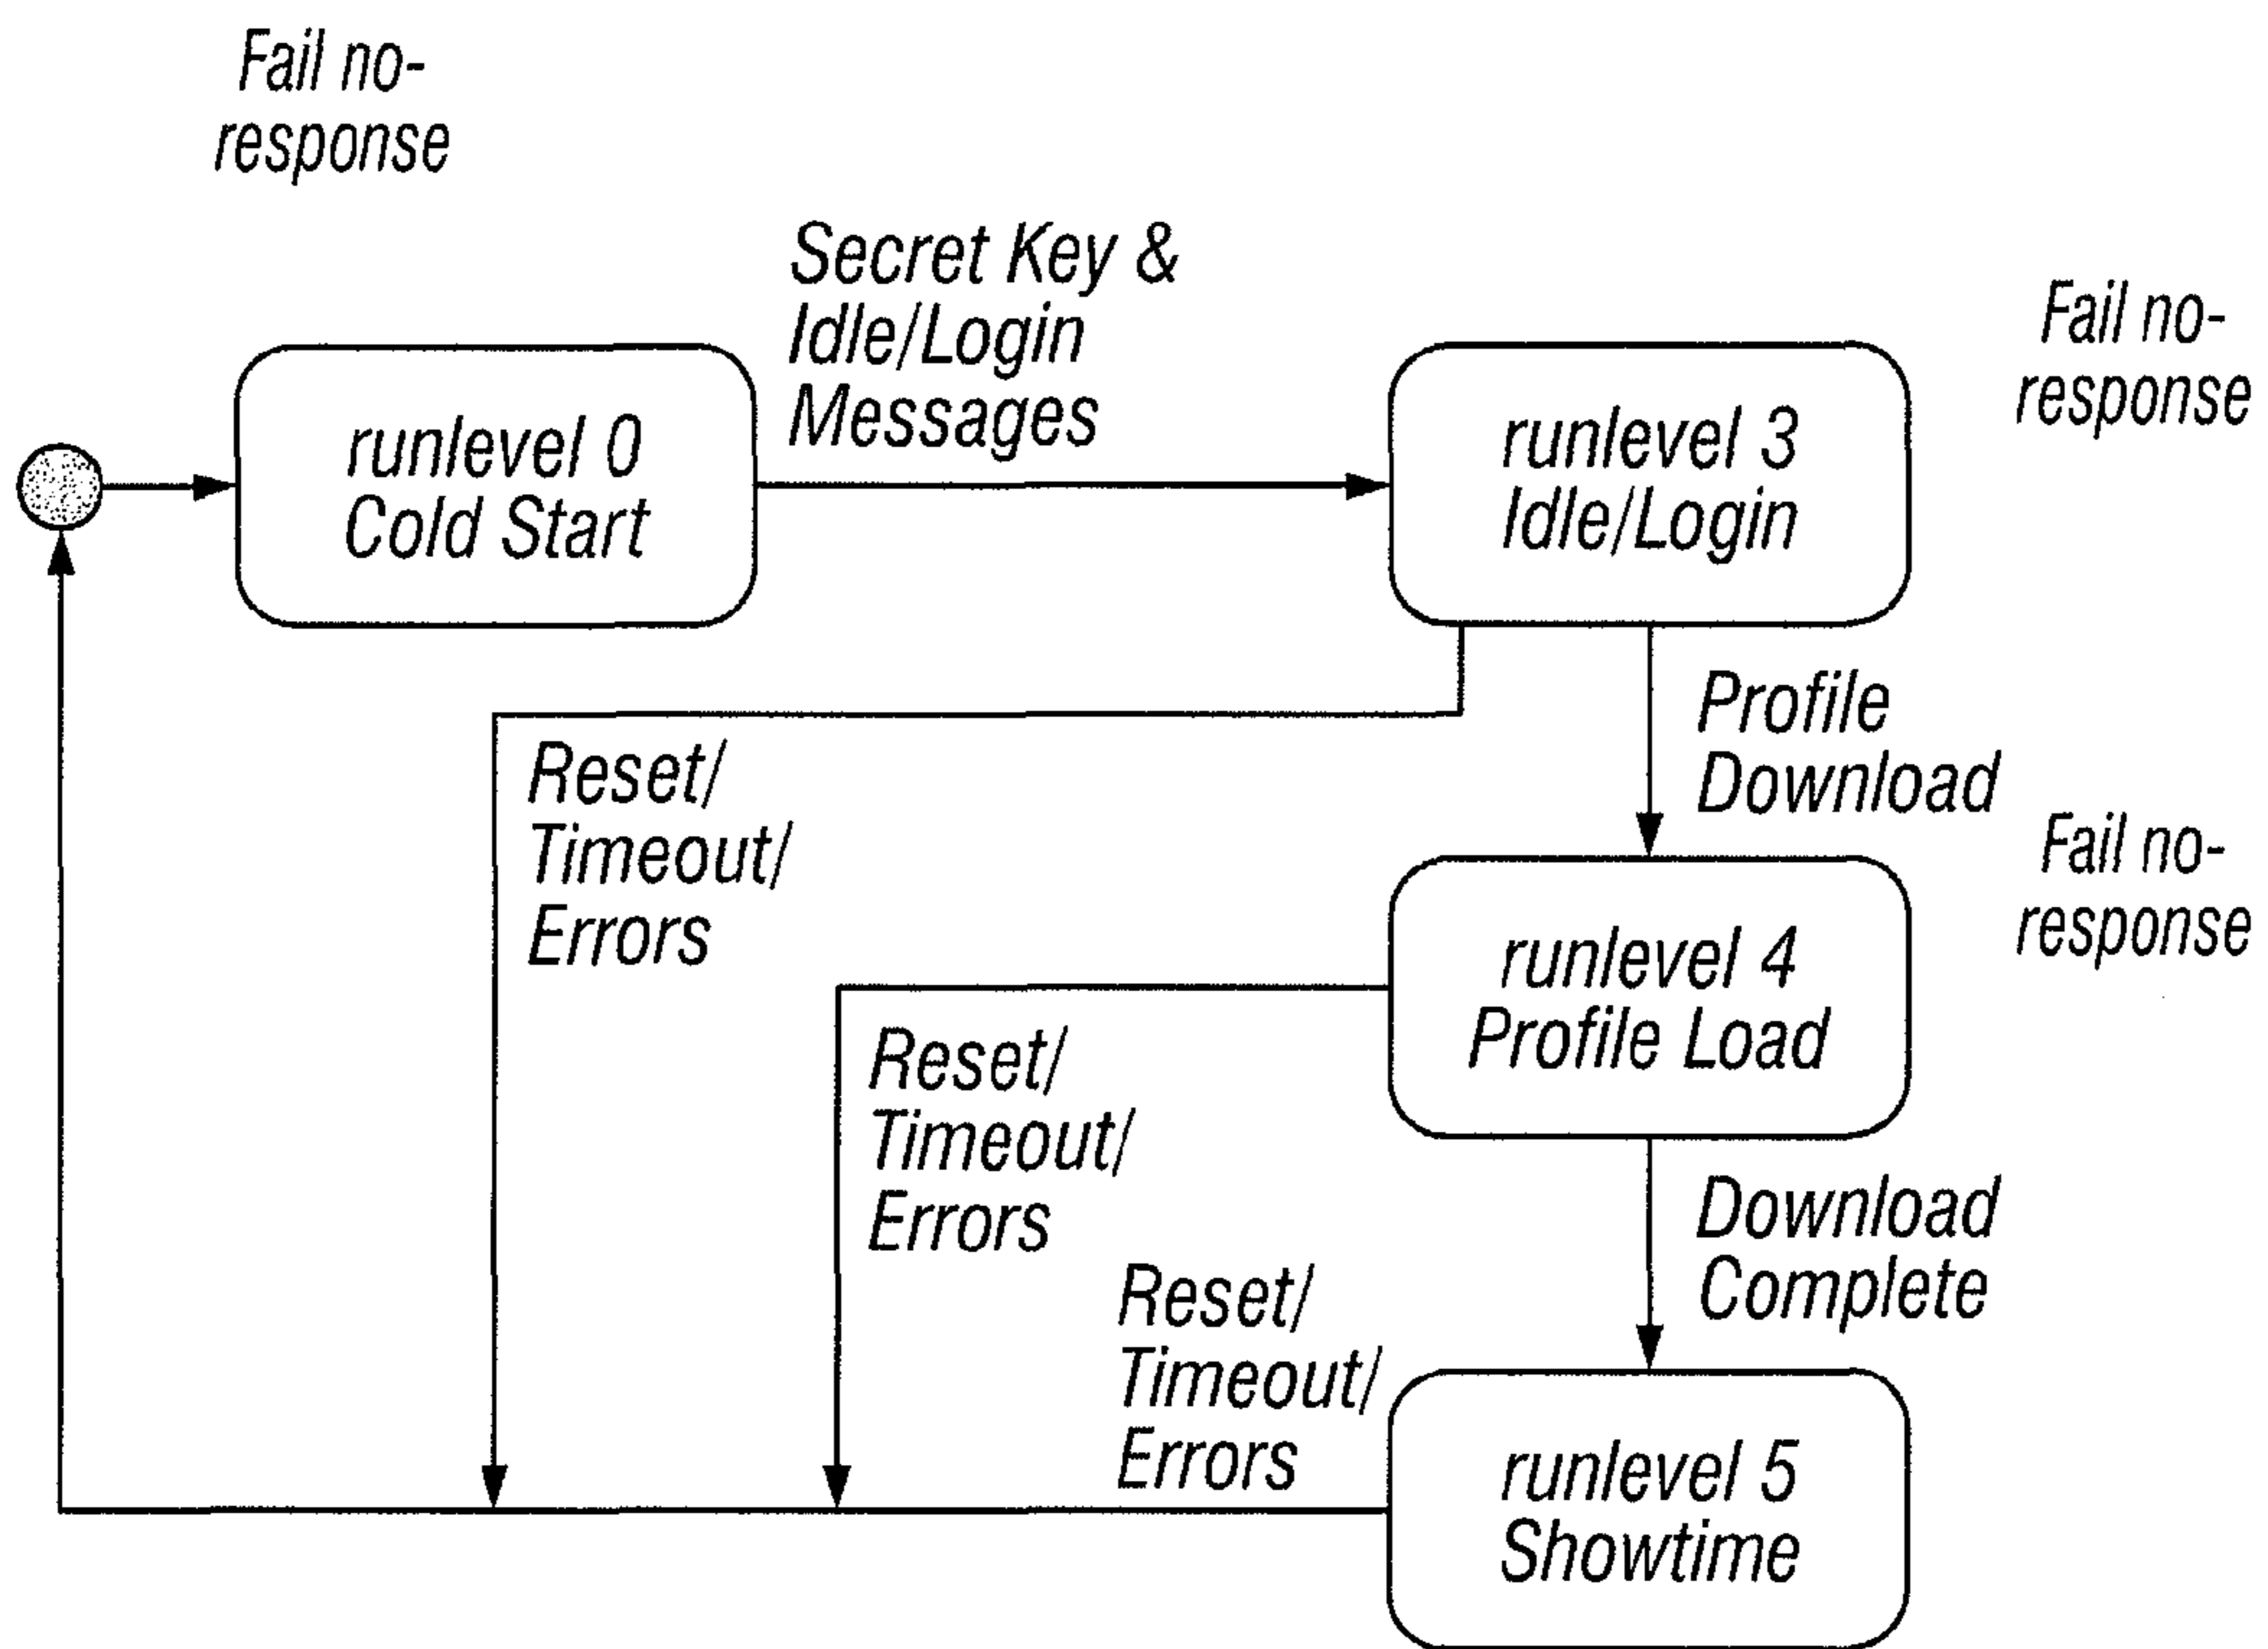 Fail no-
response
Secret Key &
Idle/Login
Messages
runlevel 0
Cold Start
runlevel 3
Idle/Login
Fail no-
response
Profile
Download
Reset/
Timeout/
Errors
Fail no-
response
runlevel 4
Profile Load
Reset/
Timeout/
Errors
Download
Complete
Reset/
Timeout/
Errors
runlevel 5
Showtime